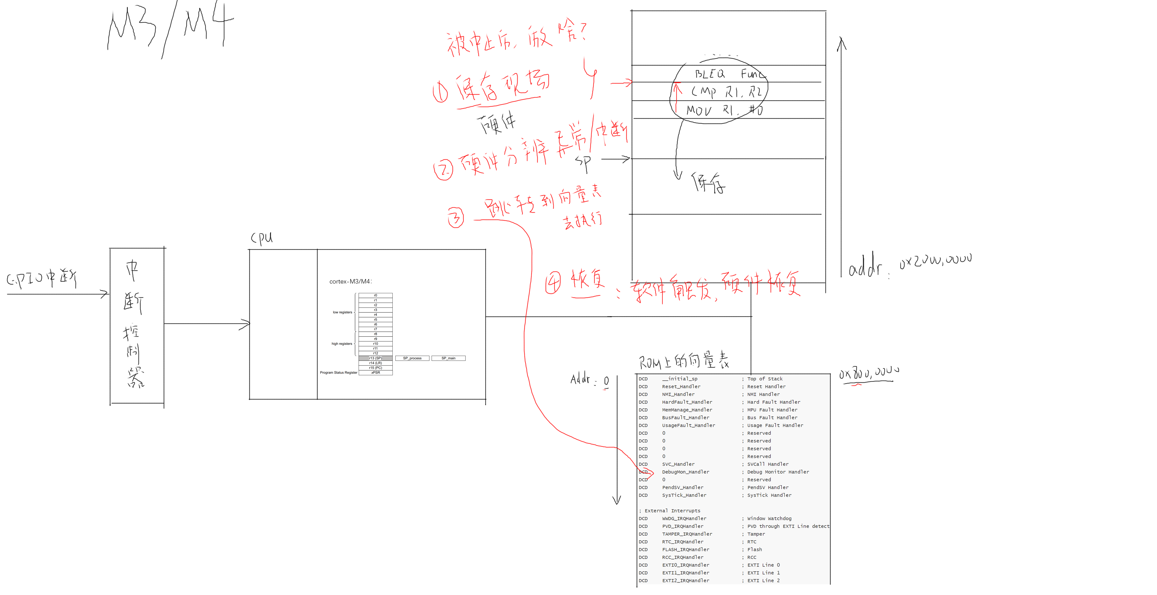 M3/M4
被中止后,做啥?
① 保存现场
硬件
② 硬件分辨异常/中断
③ 跳转到向量表
去执行
④ 恢复:软件触发,硬件恢复
BLEQ Func
CMP R1, R2
MOV R1, #0
sp
保存
addr: 0x2000,0000
GPIO中断
中断控制器
CPU
cortex-M3/M4:
r0
r1
r2
r3
r4
r5
r6
r7
r8
r9
r10
r11
r12
low registers
high registers
r13 (SP) SP_process SP_main
r14 (LR)
r15 (PC)
Program Status Register xPSR
ROM上的向量表
Addr: 0
0x800,0000
DCD __initial_sp ; Top of Stack
DCD Reset_Handler ; Reset Handler
DCD NMI_Handler ; NMI Handler
DCD HardFault_Handler ; Hard Fault Handler
DCD MemManage_Handler ; MPU Fault Handler
DCD BusFault_Handler ; Bus Fault Handler
DCD UsageFault_Handler ; Usage Fault Handler
DCD 0 ; Reserved
DCD 0 ; Reserved
DCD 0 ; Reserved
DCD 0 ; Reserved
DCD SVC_Handler ; SVCall Handler
DCD DebugMon_Handler ; Debug Monitor Handler
DCD 0 ; Reserved
DCD PendSV_Handler ; PendSV Handler
DCD SysTick_Handler ; SysTick Handler
; External Interrupts
DCD WWDG_IRQHandler ; Window Watchdog
DCD PVD_IRQHandler ; PVD through EXTI Line detect
DCD TAMPER_IRQHandler ; Tamper
DCD RTC_IRQHandler ; RTC
DCD FLASH_IRQHandler ; Flash
DCD RCC_IRQHandler ; RCC
DCD EXTI0_IRQHandler ; EXTI Line 0
DCD EXTI1_IRQHandler ; EXTI Line 1
DCD EXTI2_IRQHandler ; EXTI Line 2